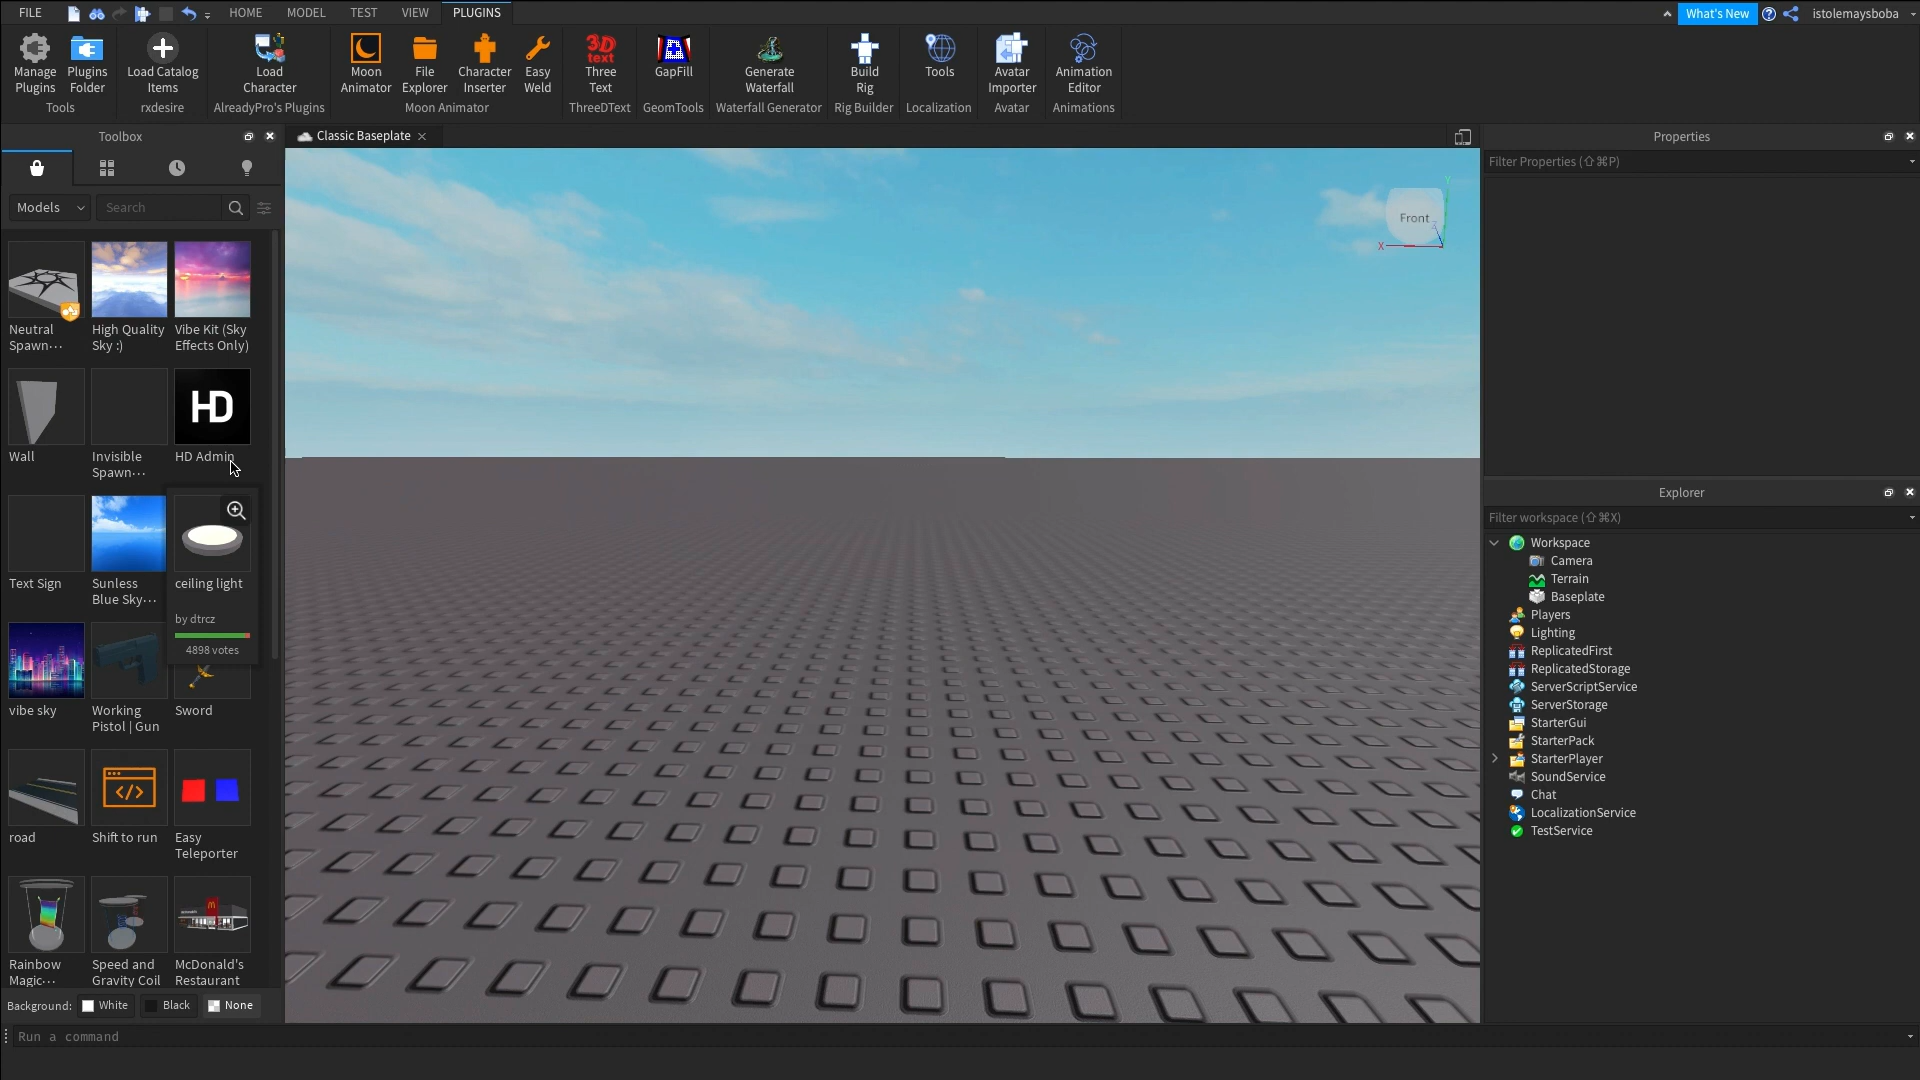 FILE HOME MODEL TEST VIEW PLUGINS What's New istolemaysboba
Manage Plugins
Plugins Folder
Tools
Load Catalog Items
rxdesire
Load Character
AlreadyPro's Plugins
Moon Animator
File Explorer
Character Inserter
Easy Weld
Moon Animator
3D text
Three Text
ThreeDText
GapFill
GeomTools
Generate Waterfall
Waterfall Generator
Build Rig
Rig Builder
Tools
Localization
Avatar Importer
Avatar
Animation Editor
Animations
Toolbox
Models
Search
Neutral Spawn···
High Quality Sky :)
Vibe Kit (Sky Effects Only)
Wall
Invisible Spawn···
HD
HD Admin
Text Sign
Sunless Blue Sky···
ceiling light
by dtrcz
4898 votes
vibe sky
Working Pistol | Gun
Sword
road
Shift to run
Easy Teleporter
Rainbow Magic···
Speed and Gravity Coil
McDonald's Restaurant
Background: White Black None
Run a command
Classic Baseplate
Front
Y
X
Z
Properties
Filter Properties (⇧⌘P)
Explorer
Filter workspace (⇧⌘X)
Workspace
Camera
Terrain
Baseplate
Players
Lighting
ReplicatedFirst
ReplicatedStorage
ServerScriptService
ServerStorage
StarterGui
StarterPack
StarterPlayer
SoundService
Chat
LocalizationService
TestService